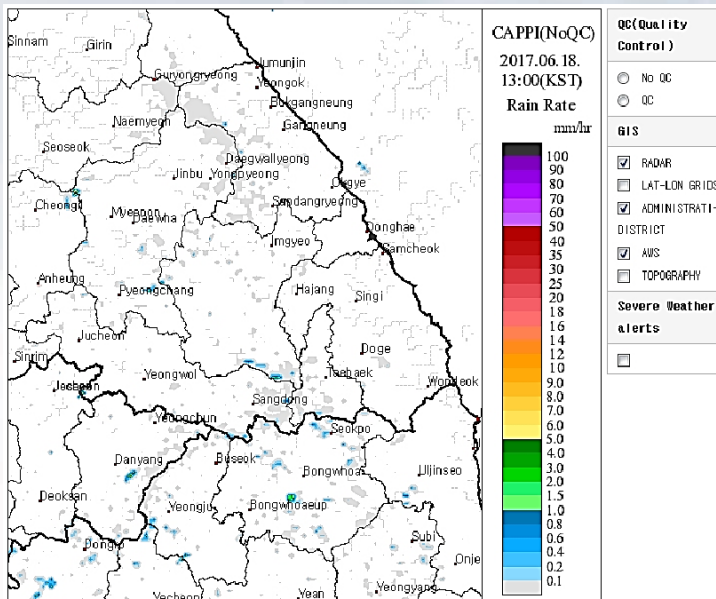 Sinnam
Girin
Jumunjin
Guryongryeong
Yeongok
Bukgangneung
Naemyeon
Gangneung
Seoseok
Daegwallyeong
Jinbu
Yongpyeong
Okgye
Cheongil
Sapdangryeong
Myeonon
Daewha
Donghae
Imgyeo
Samcheok
Anheung
Pyeongchang
Hajang
Singi
Jucheon
Doge
Sinrim
Yeongwol
Taebaek
Wondeok
Jecheon
Sangdong
Yeongchun
Seokpo
Danyang
Buseok
Bongwhoa
Uljinseo
Deoksan
Yeongju
Bongwhoaeup
Subi
Dongro
Onje
Yecheon
Yean
Yeongyang
CAPPI(NoQC)
2017.06.18.
13:00(KST)
Rain Rate
mm/hr
100
90
80
70
60
50
40
35
30
25
20
18
16
14
12
10
9.0
8.0
7.0
6.0
5.0
4.0
3.0
2.0
1.5
1.0
0.8
0.6
0.4
0.2
0.1
QC(Quality
Control)
No QC
QC
GIS
RADAR
LAT-LON GRIDS
ADMINISTRATI-
DISTRICT
AWS
TOPOGRAPHY
Severe Weather
alerts